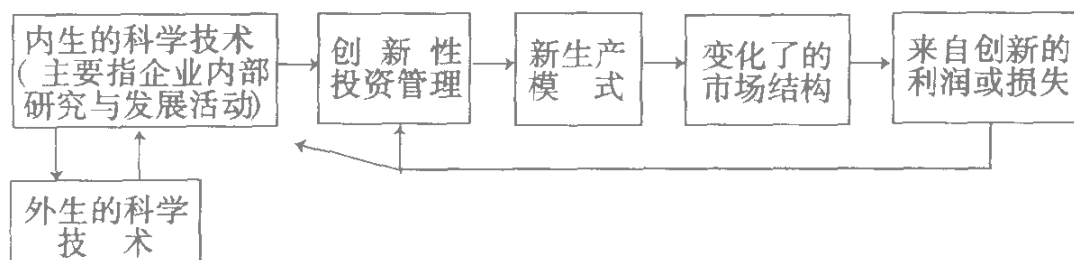 内生的科学技术
(主要指企业内部
研究与发展活动)
创新性
投资管理
新生产
模式
变化了的
市场结构
来自创新的
利润或损失
外生的科学
技术